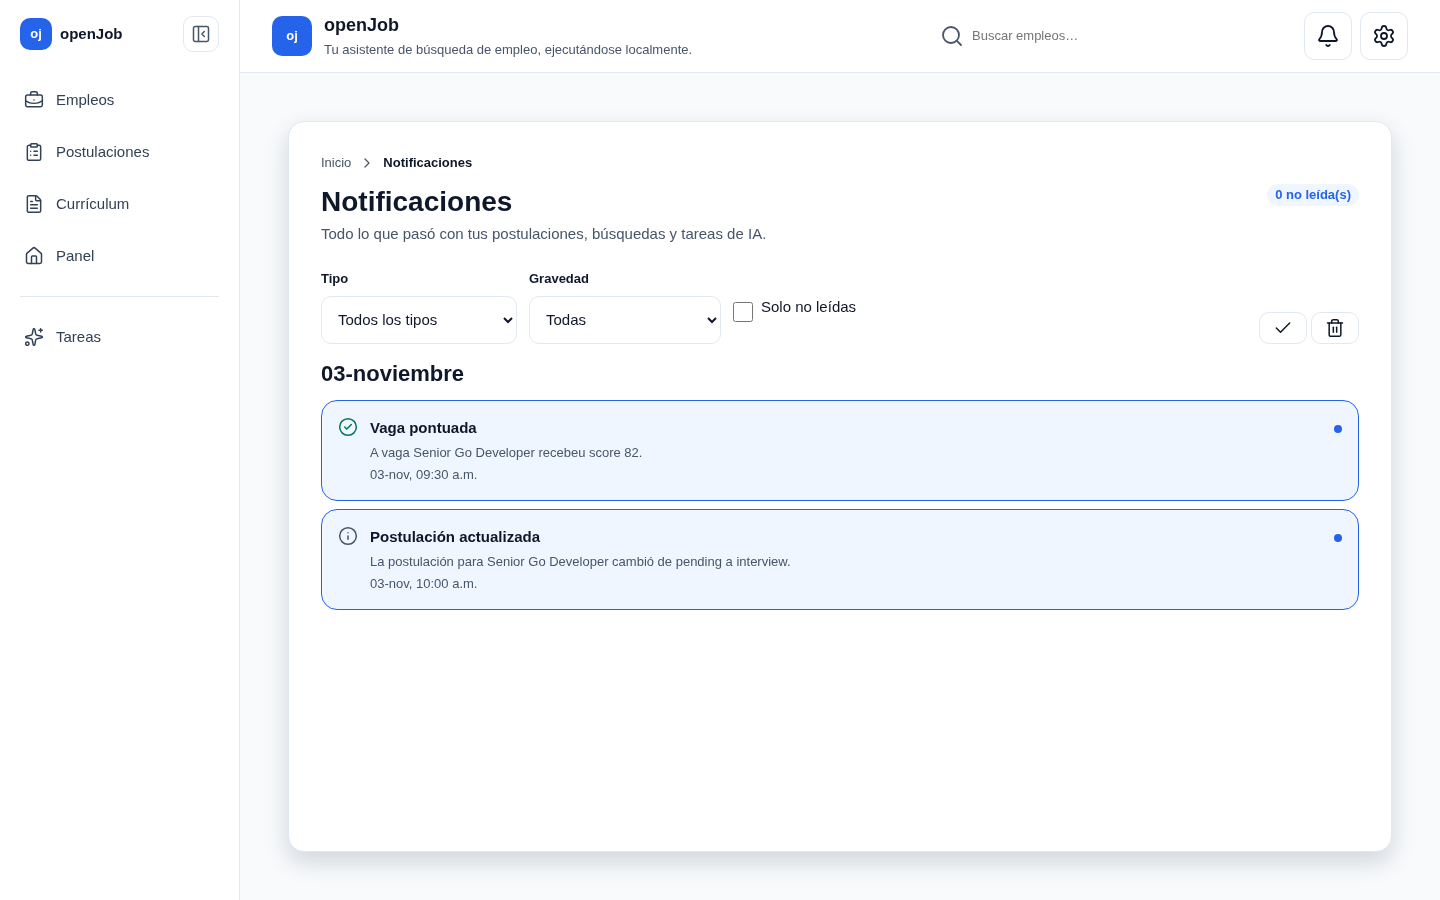 oj openJob
Empleos
Postulaciones
Currículum
Panel
Tareas
oj openJob
Tu asistente de búsqueda de empleo, ejecutándose localmente.
Buscar empleos…
Inicio Notificaciones
Notificaciones
0 no leída(s)
Todo lo que pasó con tus postulaciones, búsquedas y tareas de IA.
Tipo Gravedad
Todos los tipos Todas Solo no leídas
03-noviembre
Vaga pontuada
A vaga Senior Go Developer recebeu score 82.
03-nov, 09:30 a.m.
Postulación actualizada
La postulación para Senior Go Developer cambió de pending a interview.
03-nov, 10:00 a.m.